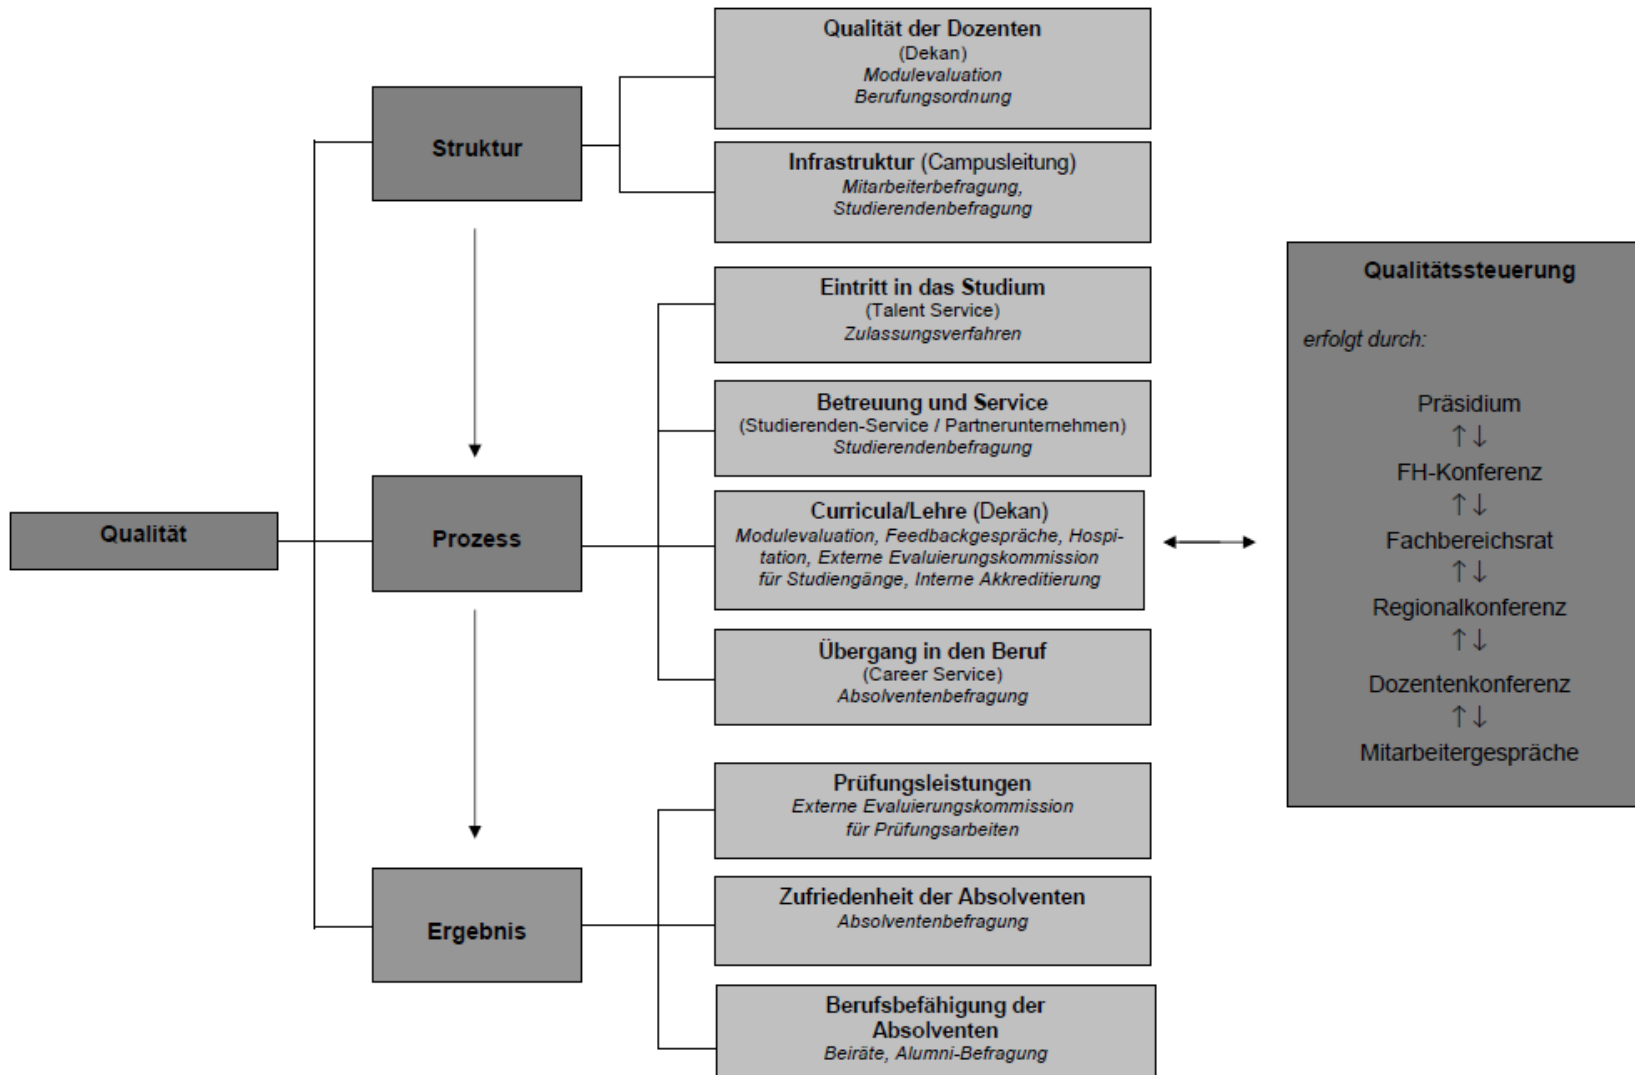 Qualität
Struktur
Prozess
Ergebnis
Qualität der Dozenten
(Dekan)
Modulevaluation
Berufungsordnung
Infrastruktur (Campusleitung)
Mitarbeiterbefragung,
Studierendenbefragung
Eintritt in das Studium
(Talent Service)
Zulassungsverfahren
Betreuung und Service
(Studierenden-Service / Partnerunternehmen)
Studierendenbefragung
Curricula/Lehre (Dekan)
Modulevaluation, Feedbackgespräche, Hospi-
tation, Externe Evaluierungskommission
für Studiengänge, Interne Akkreditierung
Übergang in den Beruf
(Career Service)
Absolventenbefragung
Prüfungsleistungen
Externe Evaluierungskommission
für Prüfungsarbeiten
Zufriedenheit der Absolventen
Absolventenbefragung
Berufsbefähigung der
Absolventen
Beiräte, Alumni-Befragung
Qualitätssteuerung
erfolgt durch:
Präsidium
↑↓
FH-Konferenz
↑↓
Fachbereichsrat
↑↓
Regionalkonferenz
↑↓
Dozentenkonferenz
↑↓
Mitarbeitergespräche